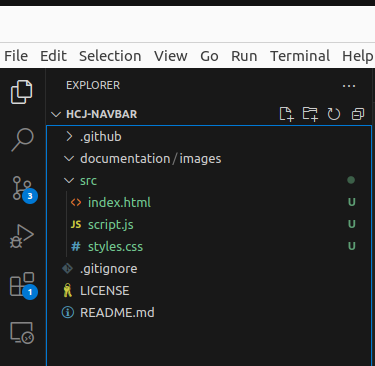 File Edit Selection View Go Run Terminal Help
EXPLORER ...
HCJ-NAVBAR
.github
documentation / images
src
<> index.html U
JS script.js U
# styles.css U
.gitignore
LICENSE
README.md
3
1